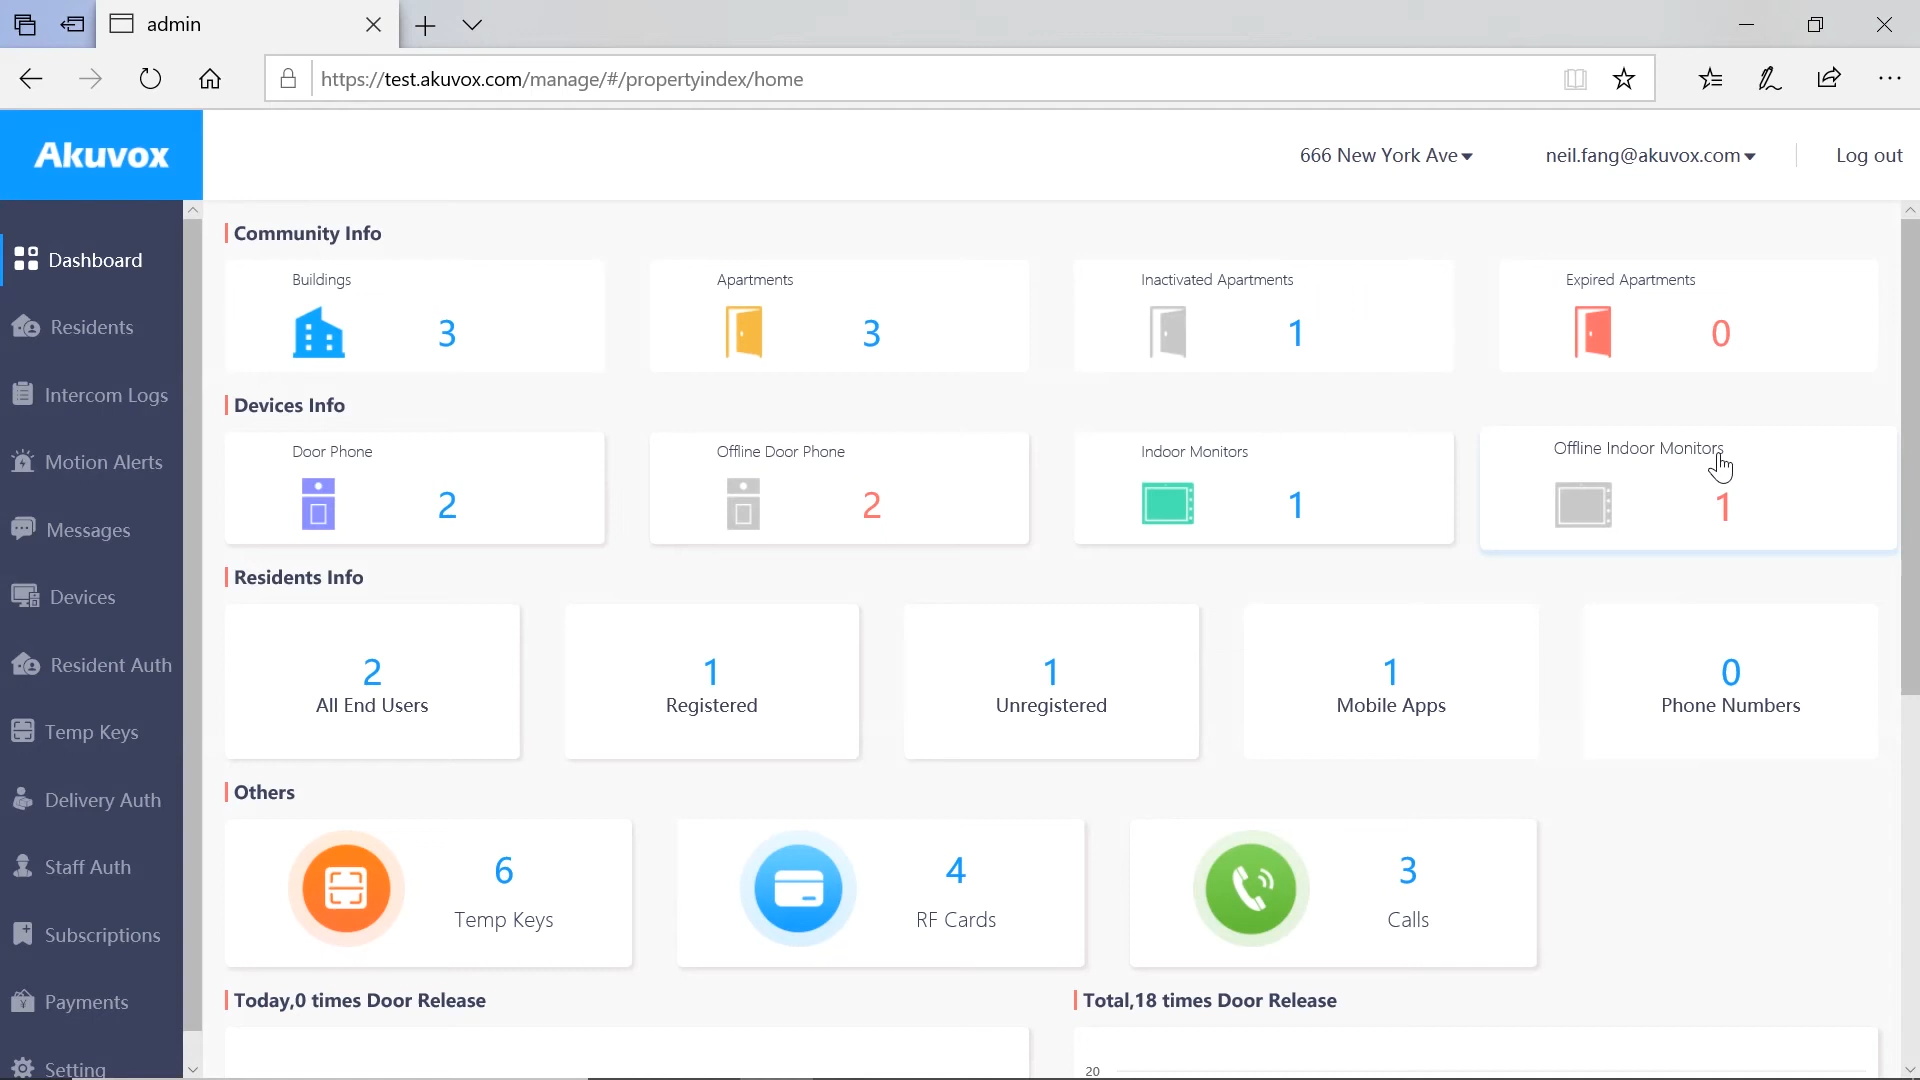 admin
https://test.akuvox.com/manage/#/propertyindex/home
Akuvox
666 New York Ave
neil.fang@akuvox.com
Log out
Dashboard
Residents
Intercom Logs
Motion Alerts
Messages
Devices
Resident Auth
Temp Keys
Delivery Auth
Staff Auth
Subscriptions
Payments
Setting
Community Info
Buildings
3
Apartments
3
Inactivated Apartments
1
Expired Apartments
0
Devices Info
Door Phone
2
Offline Door Phone
2
Indoor Monitors
1
Offline Indoor Monitors
1
Residents Info
2
All End Users
1
Registered
1
Unregistered
1
Mobile Apps
0
Phone Numbers
Others
6
Temp Keys
4
RF Cards
3
Calls
Today,0 times Door Release
Total,18 times Door Release
20